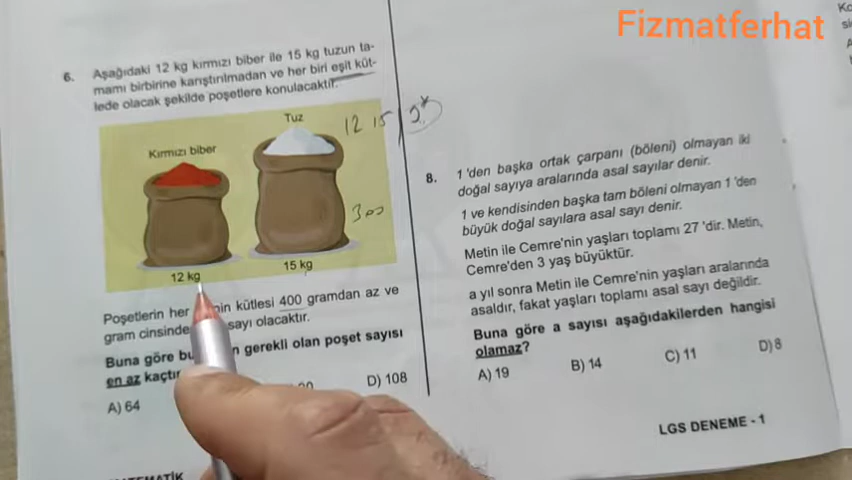 Fizmatferhat
6. Aşağıdaki 12 kg kırmızı biber ile 15 kg tuzun ta-
mamı birbirine karıştırılmadan ve her biri eşit küt-
lede olacak şekilde poşetlere konulacaktır.
Tuz
Kırmızı biber
12 15
300
12 kg
15 kg
Poşetlerin her kütlesi 400 gramdan az ve
gram cinsinde sayı olacaktır.
Buna göre gerekli olan poşet sayısı
en az
A) 64
D) 108
8. 1 'den başka ortak çarpanı (böleni) olmayan iki
doğal sayıya aralarında asal sayılar denir.
1 ve kendisinden başka tam böleni olmayan 1 'den
büyük doğal sayılara asal sayı denir.
Metin ile Cemre'nin yaşları toplamı 27 'dir. Metin,
Cemre'den 3 yaş büyüktür.
a yıl sonra Metin ile Cemre'nin yaşları aralarında
asaldır, fakat yaşları toplamı asal sayı değildir.
Buna göre a sayısı aşağıdakilerden hangisi
olamaz?
A) 19
B) 14
C) 11
D) 8
LGS DENEME - 1